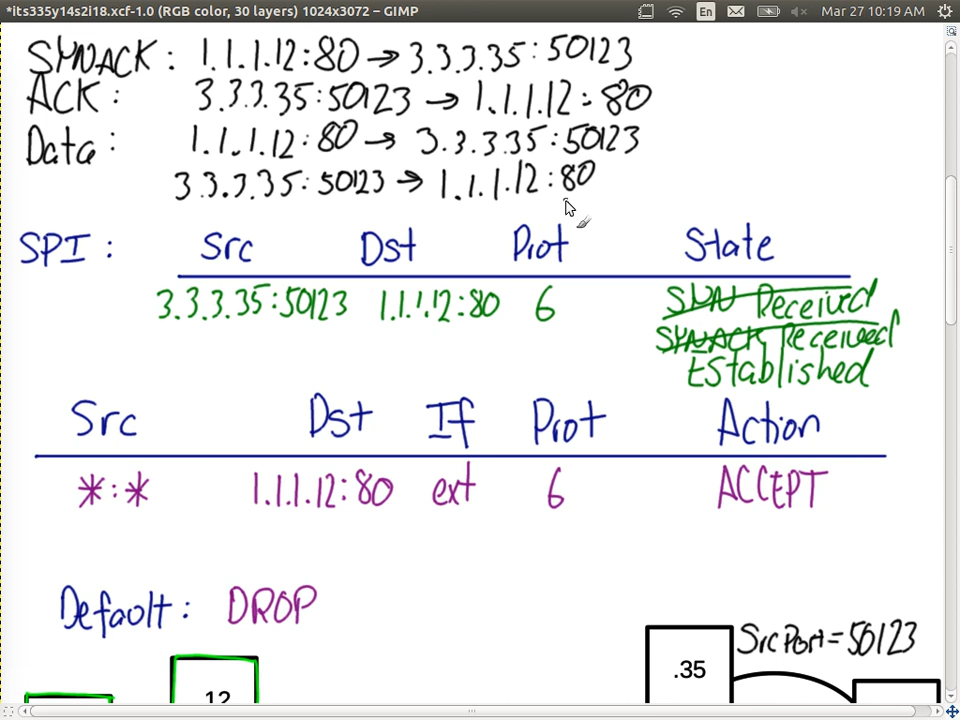 *its335y14s2i18.xcf-1.0 (RGB color, 30 layers) 1024x3072 – GIMP En Mar 27 10:19 AM
SYNACK : 1.1.1.12:80 → 3.3.3.35:50123
ACK : 3.3.3.35:50123 → 1.1.1.12:80
Data : 1.1.1.12:80 → 3.3.3.35:50123
3.3.3.35:50123 → 1.1.1.12:80
SPI : Src Dst Prot State
3.3.3.35:50123 1.1.1.12:80 6 SYN Received
SYNACK Received
Established
Src Dst If Prot Action
*:* 1.1.1.12:80 ext 6 ACCEPT
Default : DROP
Src Port = 50123
.35
.12